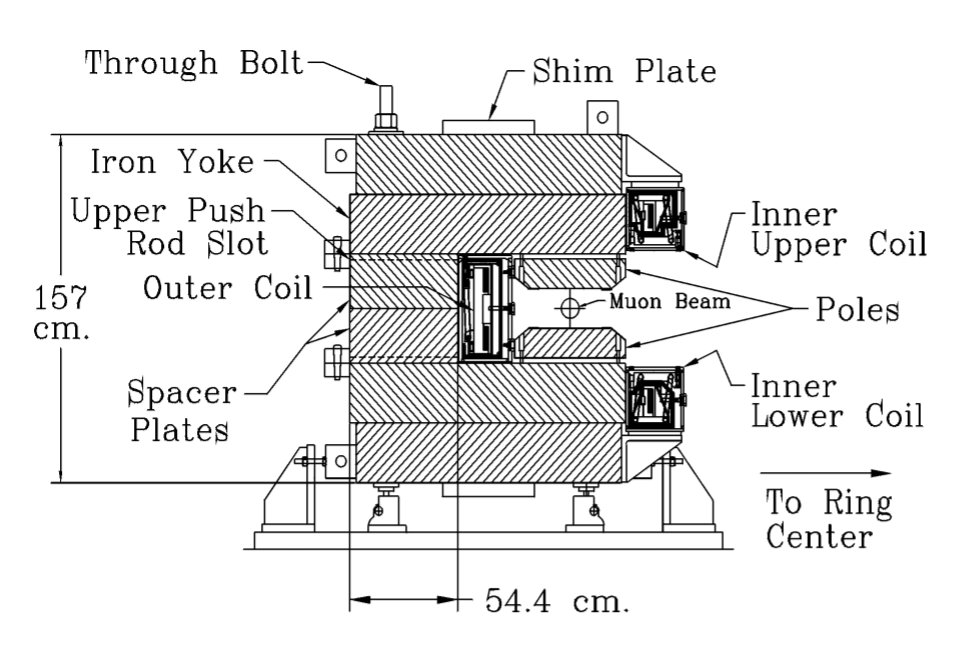 Through Bolt
Shim Plate
Iron Yoke
Upper Push
Rod Slot
Inner
Upper Coil
Outer Coil
157
cm.
Muon Beam
Poles
Spacer
Plates
Inner
Lower Coil
To Ring
Center
54.4 cm.